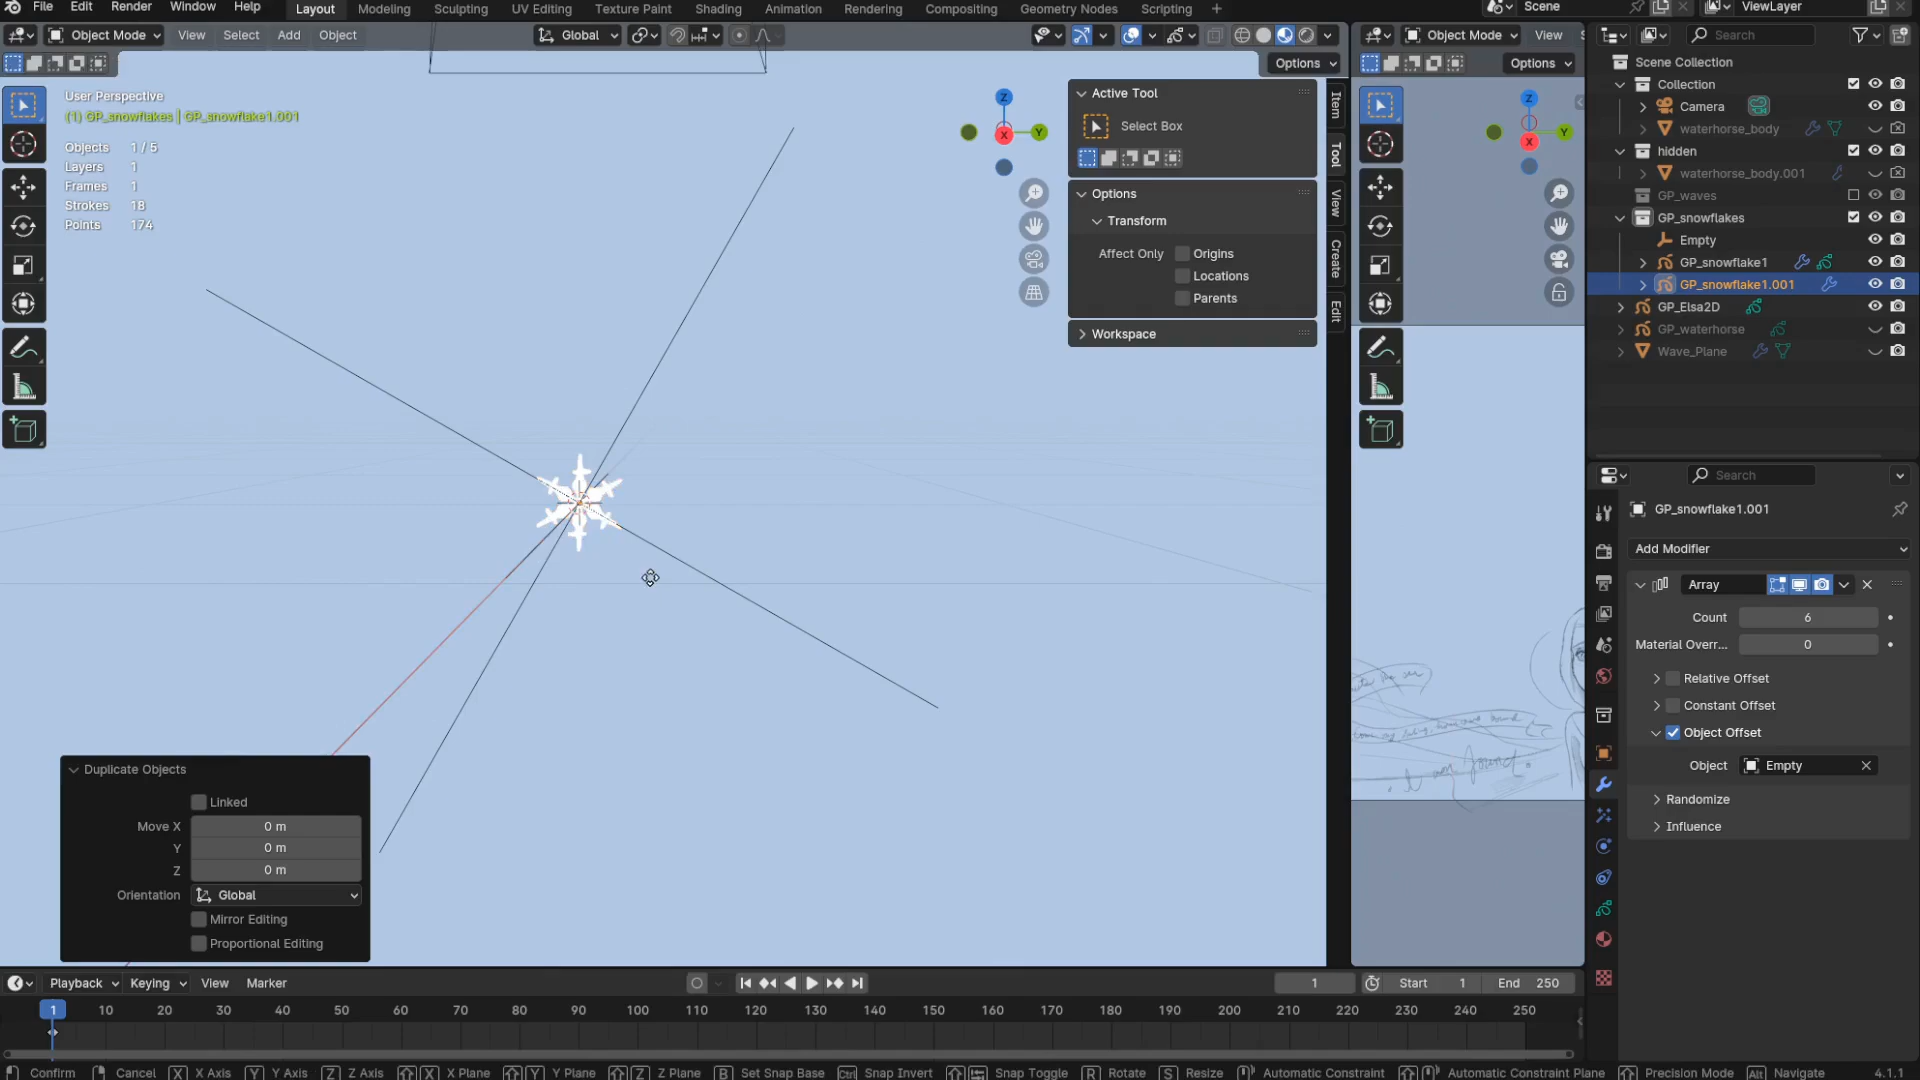 File Edit Render Window Help Layout Modeling Sculpting UV Editing Texture Paint Shading Animation Rendering Compositing Geometry Nodes Scripting + Scene ViewLayer
Object Mode View Select Add Object Global Object Mode View Search
Options Options Scene Collection
User Perspective
(1) GP_snowflakes | GP_snowflake1.001
Objects 1 / 5
Layers 1
Frames 1
Strokes 18
Points 174
Z
X
Y
Active Tool
Select Box
Options
Transform
Affect Only Origins
Locations
Parents
Workspace
Item
Tool
View
Create
Edit
Z
Y
X
Collection
Camera
waterhorse_body
hidden
waterhorse_body.001
GP_waves
GP_snowflakes
Empty
GP_snowflake1
GP_snowflake1.001
GP_Elsa2D
GP_waterhorse
Wave_Plane
Search
GP_snowflake1.001
Add Modifier
Array
Count 6
Material Overr... 0
Relative Offset
Constant Offset
Object Offset
Object Empty
Randomize
Influence
Duplicate Objects
Linked
Move X 0 m
Y 0 m
Z 0 m
Orientation Global
Mirror Editing
Proportional Editing
Playback Keying View Marker 1 Start 1 End 250
1 10 20 30 40 50 60 70 80 90 100 110 120 130 140 150 160 170 180 190 200 210 220 230 240 250
Confirm Cancel X X Axis Y Y Axis Z Z Axis X X Plane Y Y Plane Z Z Plane B Set Snap Base Ctrl Snap Invert Snap Toggle R Rotate S Resize Automatic Constraint Automatic Constraint Plane Precision Mode Alt Navigate 4.1.1